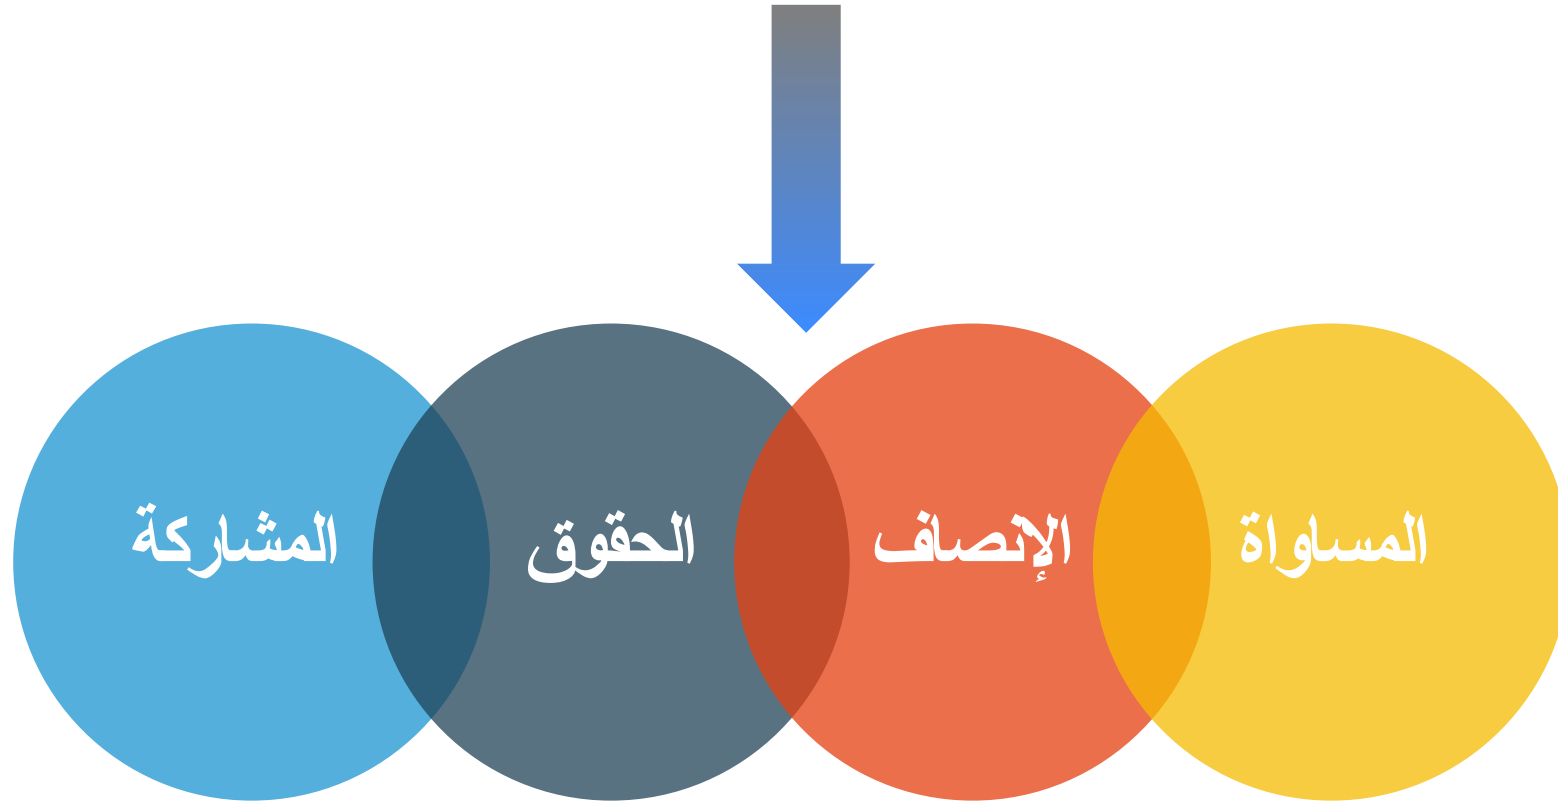 المساواة
الإنصاف
الحقوق
المشاركة